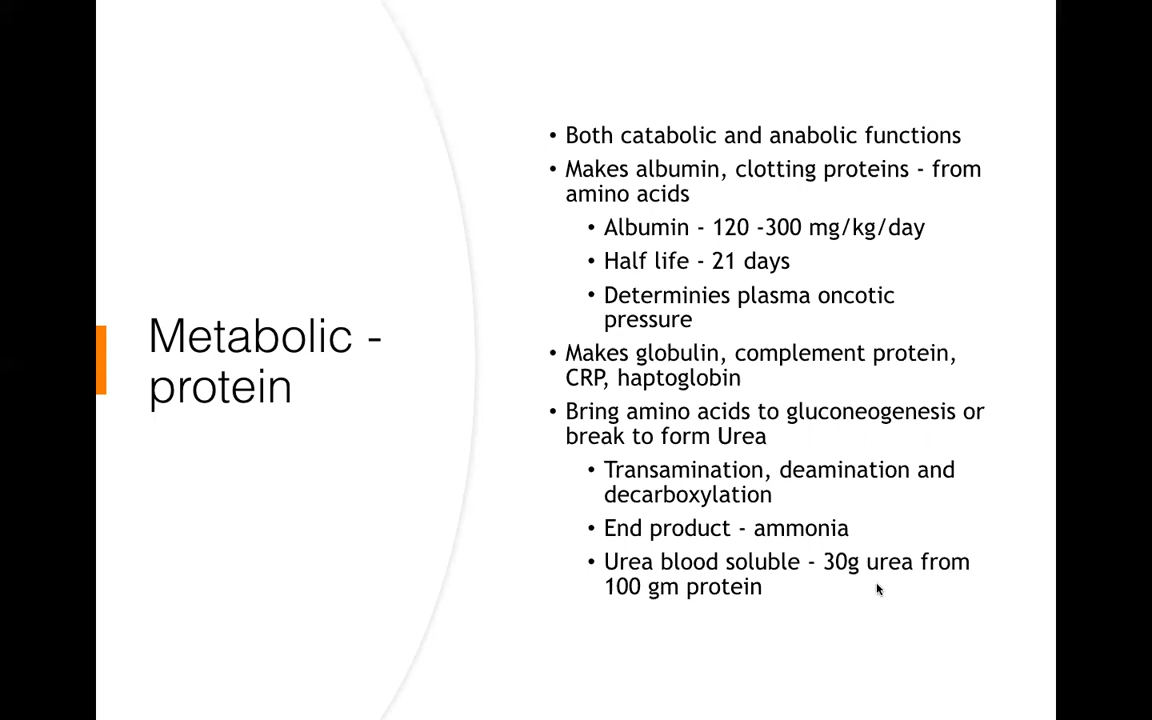 Metabolic -
protein
• Both catabolic and anabolic functions
• Makes albumin, clotting proteins - from
amino acids
• Albumin - 120 -300 mg/kg/day
• Half life - 21 days
• Determinies plasma oncotic
pressure
• Makes globulin, complement protein,
CRP, haptoglobin
• Bring amino acids to gluconeogenesis or
break to form Urea
• Transamination, deamination and
decarboxylation
• End product - ammonia
• Urea blood soluble - 30g urea from
100 gm protein